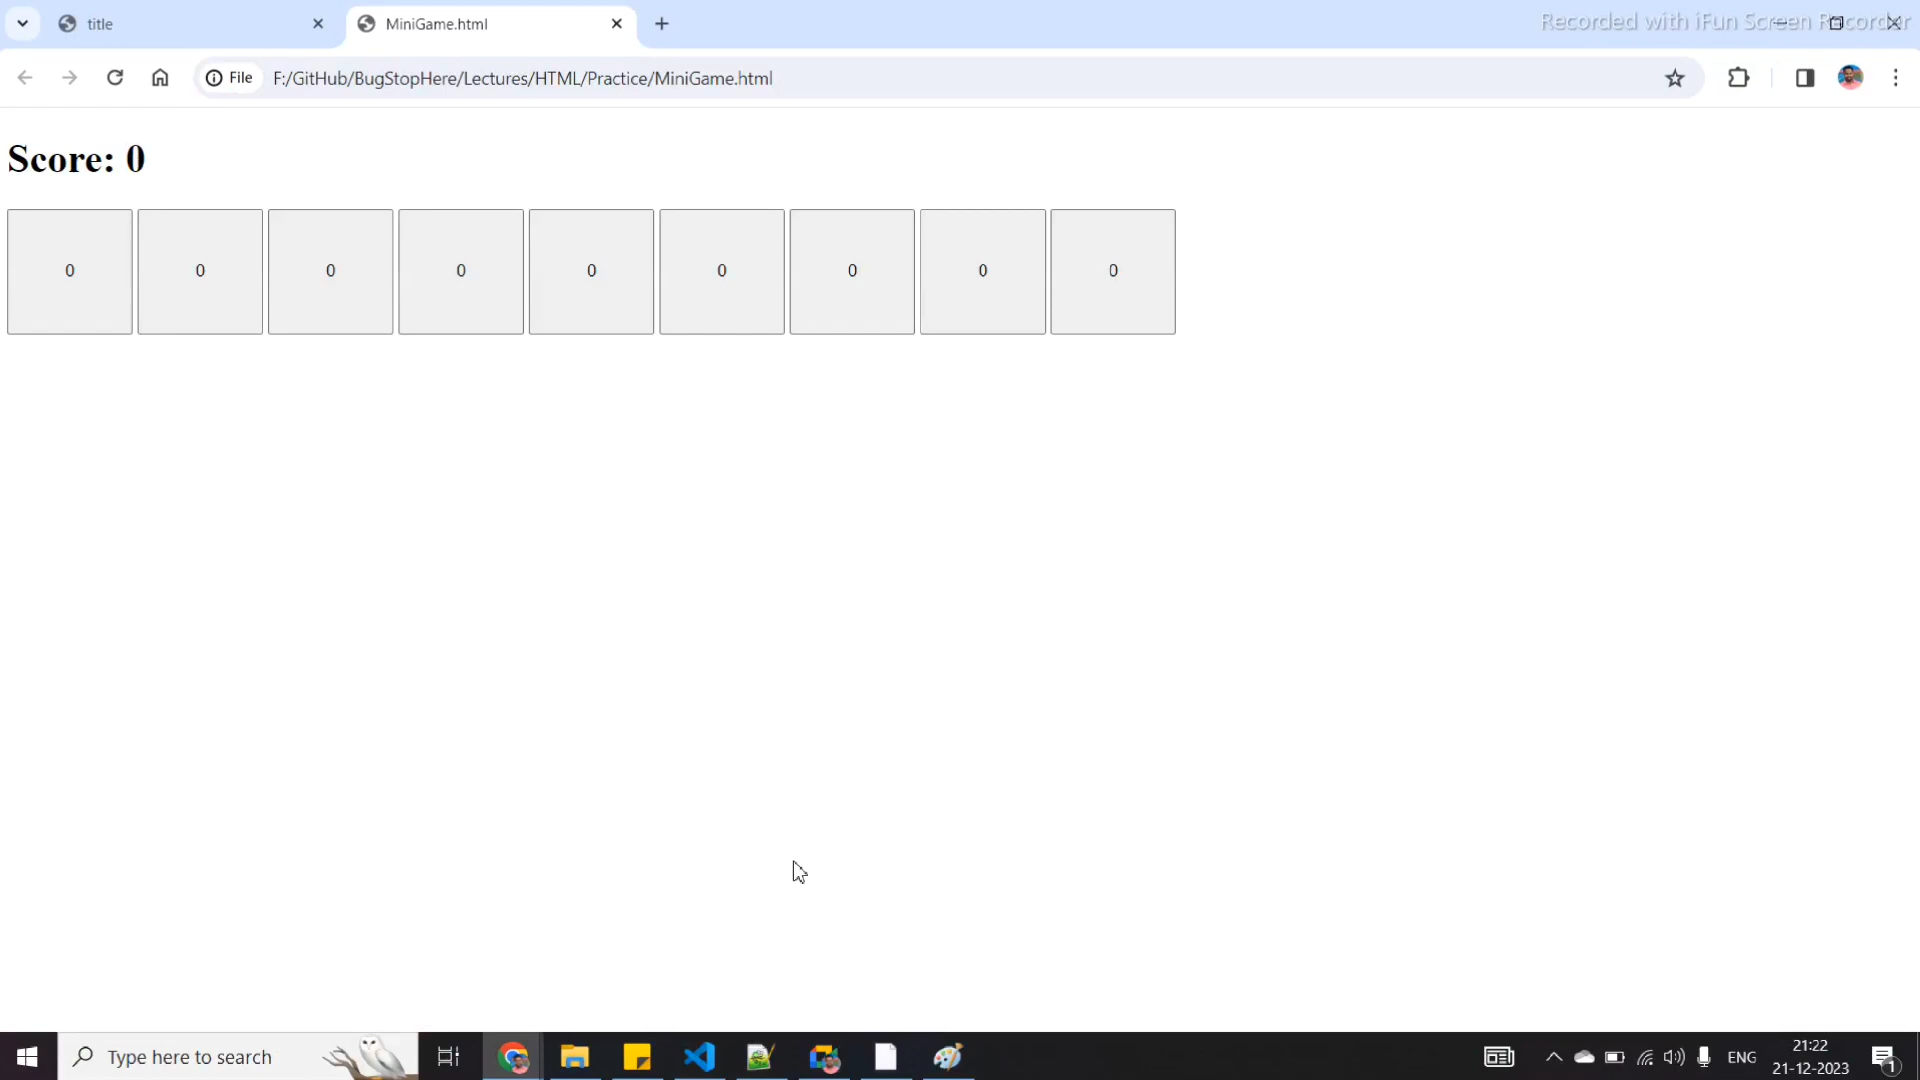 title
MiniGame.html
Recorded with iFun Screen Recorder
File
F:/GitHub/BugStopHere/Lectures/HTML/Practice/MiniGame.html
Score: 0
0 0 0 0 0 0 0 0 0
Type here to search
ENG
21:22
21-12-2023
1